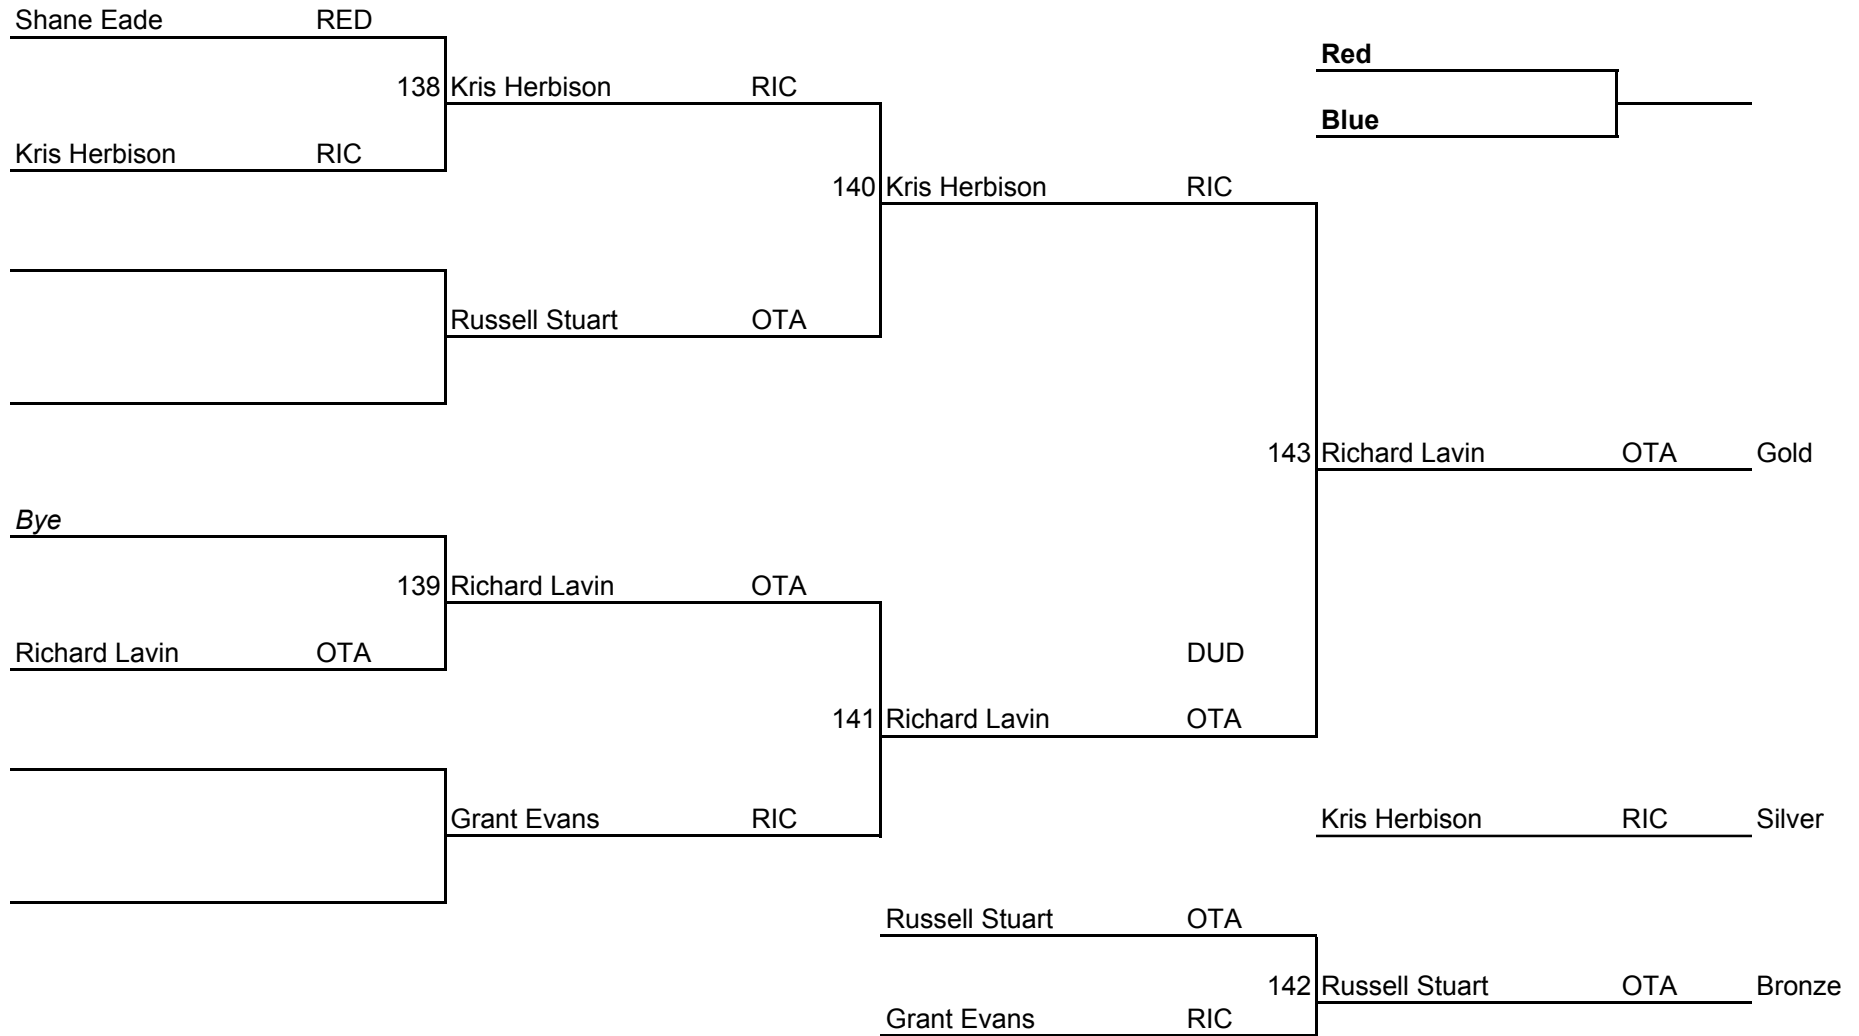 Shane Eade RED
Red
138 Kris Herbison RIC
Blue
Kris Herbison RIC
140 Kris Herbison RIC
Russell Stuart OTA
143 Richard Lavin OTA Gold
Bye
139 Richard Lavin OTA
Richard Lavin OTA DUD
141 Richard Lavin OTA
Grant Evans RIC Kris Herbison RIC Silver
Russell Stuart OTA
142 Russell Stuart OTA Bronze
Grant Evans RIC